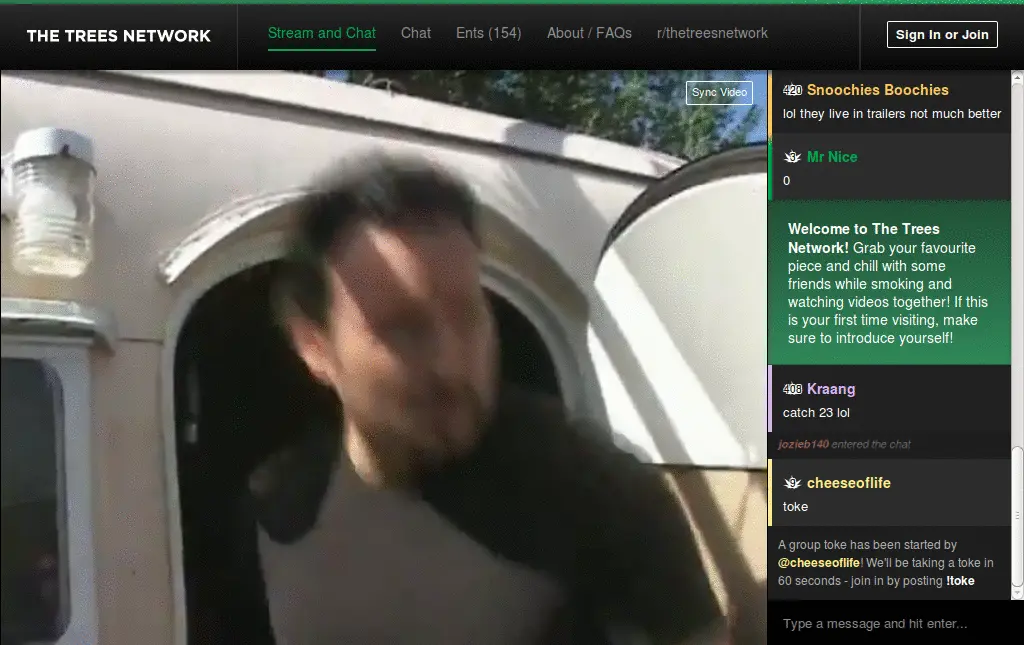 THE TREES NETWORK
Stream and Chat
Chat
Ents (154)
About / FAQs
r/thetreesnetwork
Sign In or Join
Sync Video
420 Snoochies Boochies
lol they live in trailers not much better
3 Mr Nice
0
Welcome to The Trees
Network! Grab your favourite
piece and chill with some
friends while smoking and
watching videos together! If this
is your first time visiting, make
sure to introduce yourself!
408 Kraang
catch 23 lol
jozieb140 entered the chat
cheeseoflife
toke
A group toke has been started by
@cheeseoflife! We'll be taking a toke in
60 seconds - join in by posting !toke
Type a message and hit enter...